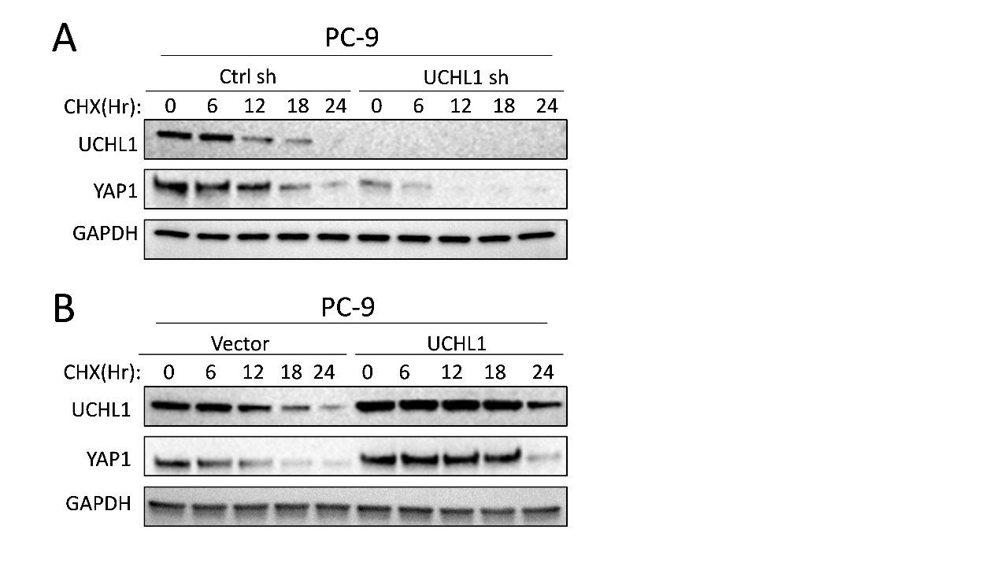 A
PC-9
Ctrl sh UCHL1 sh
CHX(Hr): 0 6 12 18 24 0 6 12 18 24
UCHL1
YAP1
GAPDH
B
PC-9
Vector UCHL1
CHX(Hr): 0 6 12 18 24 0 6 12 18 24
UCHL1
YAP1
GAPDH